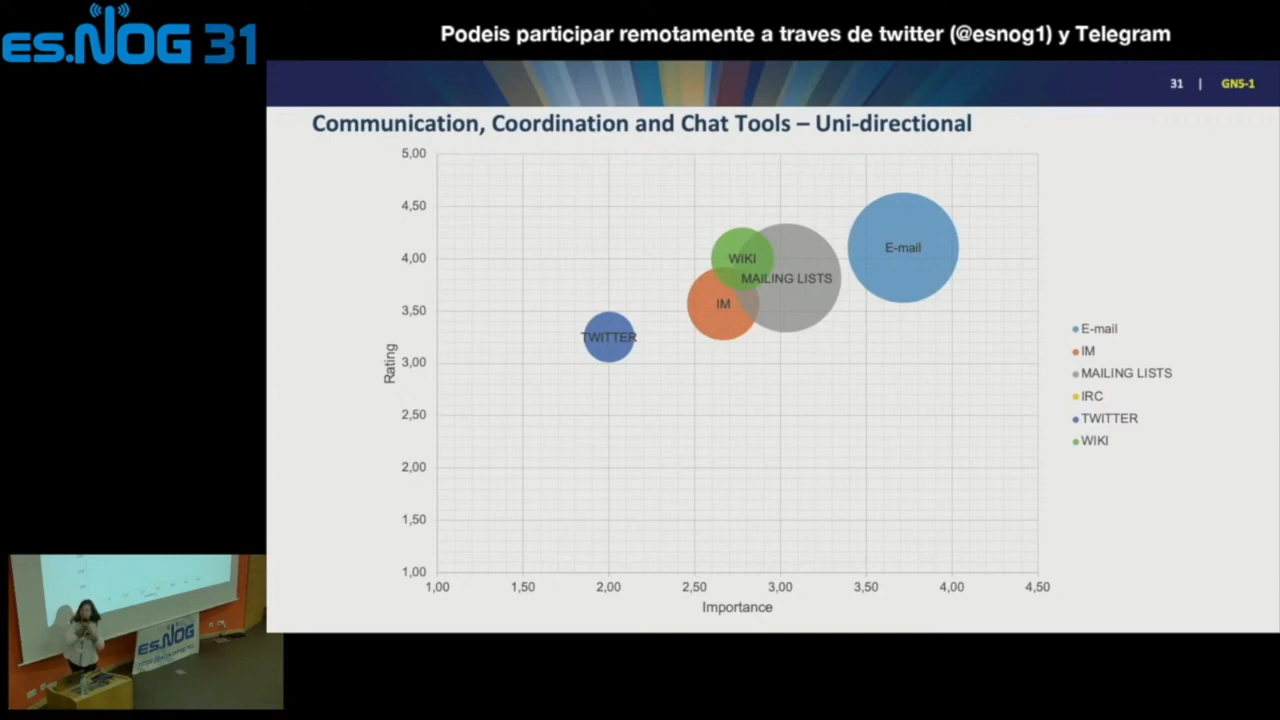 es.NOG 31
Podeis participar remotamente a traves de twitter (@esnog1) y Telegram
31 | GN5-1
Communication, Coordination and Chat Tools – Uni-directional
5,00
4,50
4,00
3,50
3,00
2,50
2,00
1,50
1,00
Rating
E-mail
WIKI
MAILING LISTS
IM
TWITTER
E-mail
IM
MAILING LISTS
IRC
TWITTER
WIKI
1,00 1,50 2,00 2,50 3,00 3,50 4,00 4,50
Importance
es.NOG